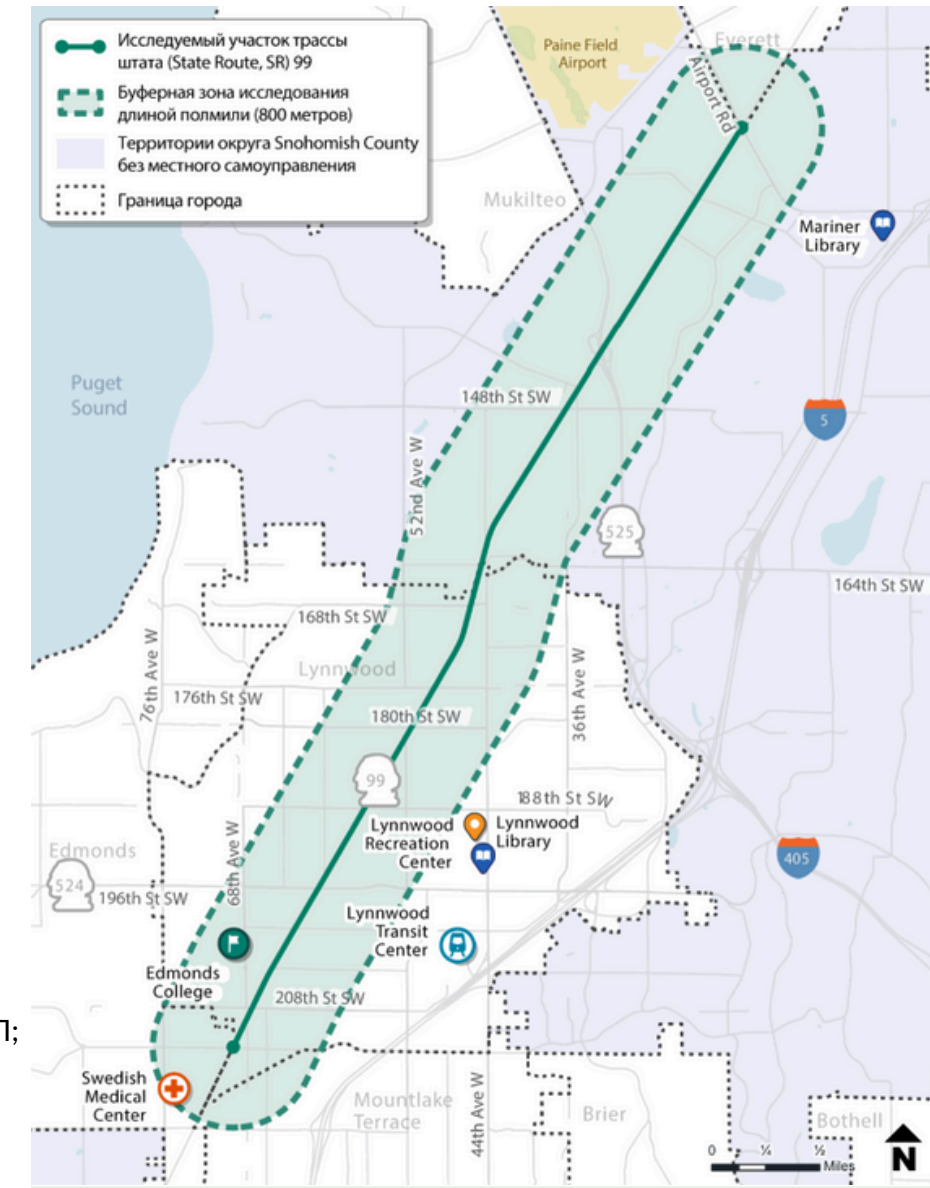 Исследуемый участок трассы
штата (State Route, SR) 99
Буферная зона исследования
длиной полмили (800 метров)
Территории округа Snohomish County
без местного самоуправления
Граница города
Paine Field
Airport
Everett
Airport Rd
Mukilteo
Mariner
Library
Puget
Sound
148th St SW
5
52nd Ave W
525
164th St SW
168th St SW
Lynnwood
76th Ave W
176th St SW
36th Ave W
180th St SW
99
188th St SW
Lynnwood
Recreation
Center
Lynnwood
Library
68th Ave W
Edmonds
405
524
196th St SW
Lynnwood
Transit
Center
Edmonds
College
208th St SW
П;
Swedish
Medical
Center
Mountlake
Terrace
44th Ave W
Brier
Bothell
0 ¼ ½
Miles
N